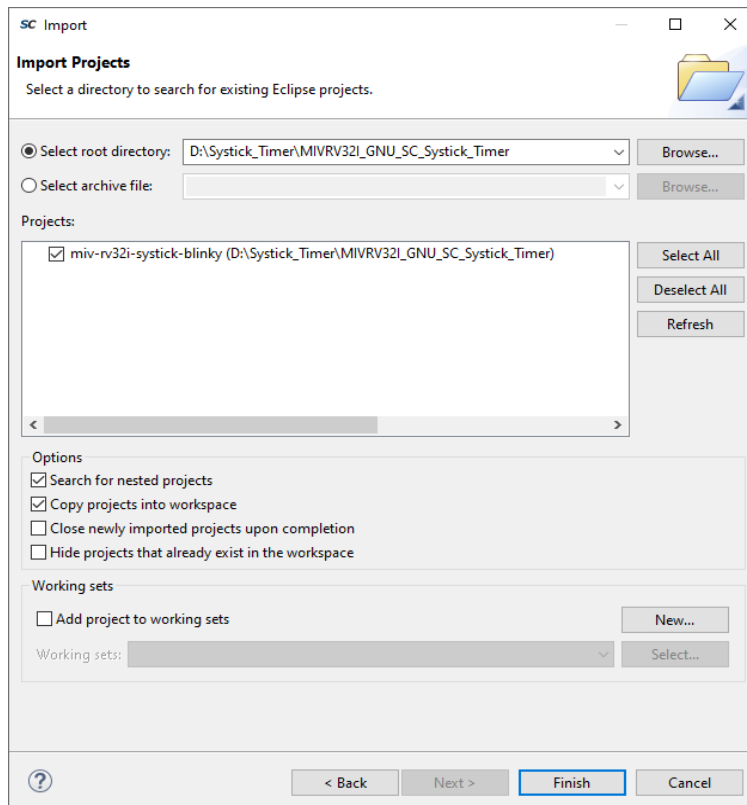 SC Import
Import Projects
Select a directory to search for existing Eclipse projects.
Select root directory: D:\Systick_Timer\MIVRV32I_GNU_SC_Systick_Timer Browse...
Select archive file: Browse...
Projects:
miv-rv32i-systick-blinky (D:\Systick_Timer\MIVRV32I_GNU_SC_Systick_Timer) Select All
Deselect All
Refresh
Options
Search for nested projects
Copy projects into workspace
Close newly imported projects upon completion
Hide projects that already exist in the workspace
Working sets
Add project to working sets New...
Working sets: Select...
? < Back Next > Finish Cancel